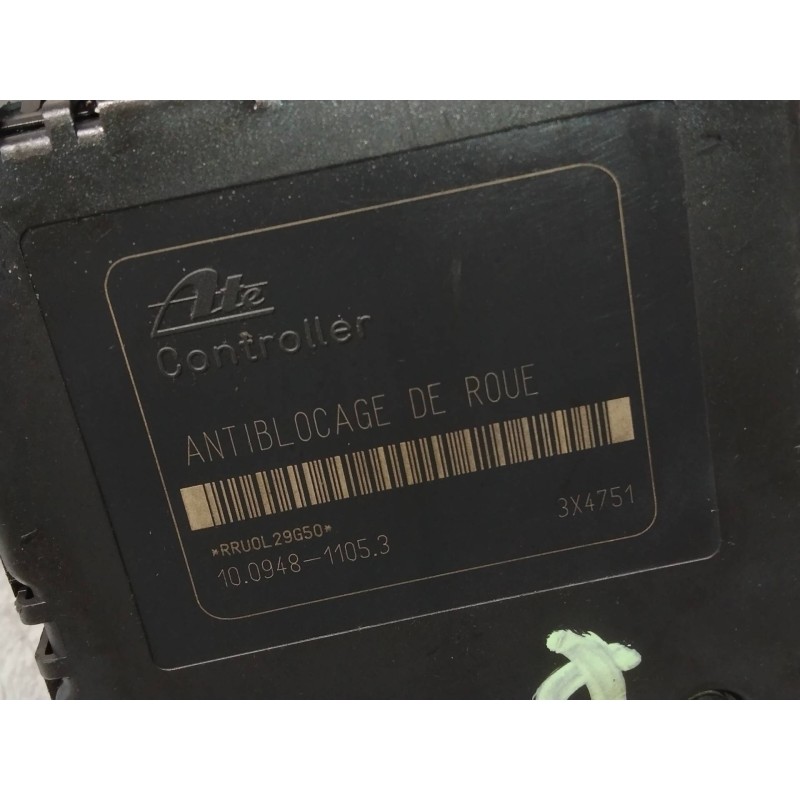 Ate
Controller
ANTIBLOCAGE DE ROUE
*RRU0L29G50*
3X4751
10.0948-1105.3